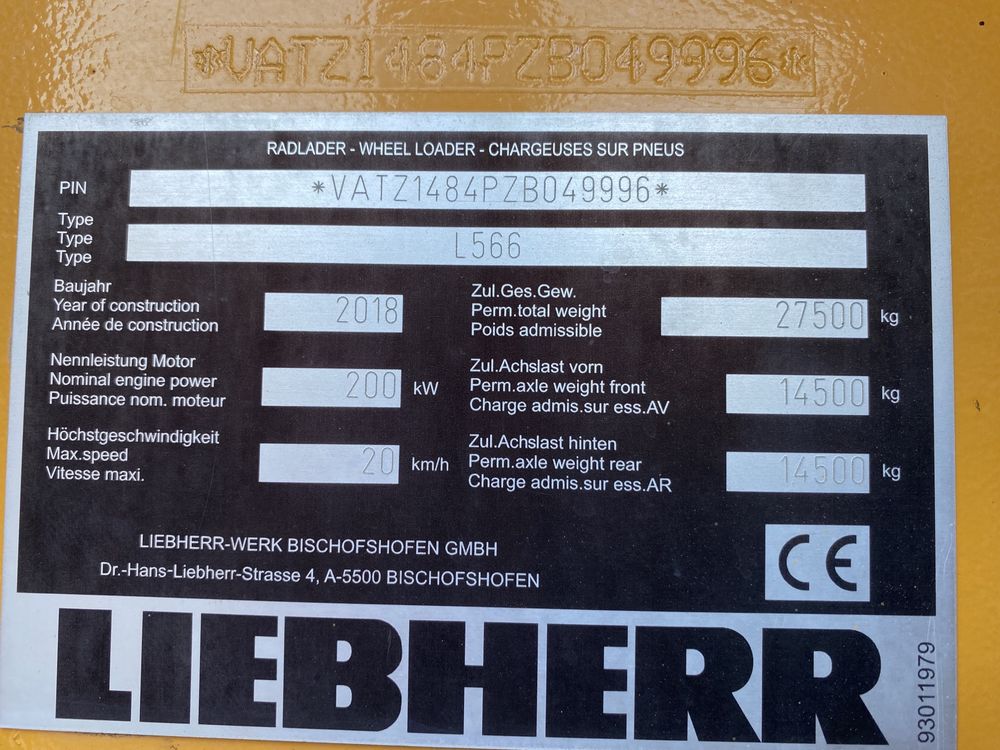 *VATZ1484PZB049996*
RADLADER - WHEEL LOADER - CHARGEUSES SUR PNEUS
PIN *VATZ1484PZB049996*
Type
Type L566
Type
Baujahr
Year of construction 2018
Année de construction
Zul.Ges.Gew.
Perm.total weight 27500 kg
Poids admissible
Nennleistung Motor
Nominal engine power 200 kW
Puissance nom. moteur
Zul.Achslast vorn
Perm.axle weight front 14500 kg
Charge admis.sur ess.AV
Höchstgeschwindigkeit
Max.speed 20 km/h
Vitesse maxi.
Zul.Achslast hinten
Perm.axle weight rear 14500 kg
Charge admis.sur ess.AR
LIEBHERR-WERK BISCHOFSHOFEN GMBH
Dr.-Hans-Liebherr-Strasse 4, A-5500 BISCHOFSHOFEN
CE
LIEBHERR
93011979